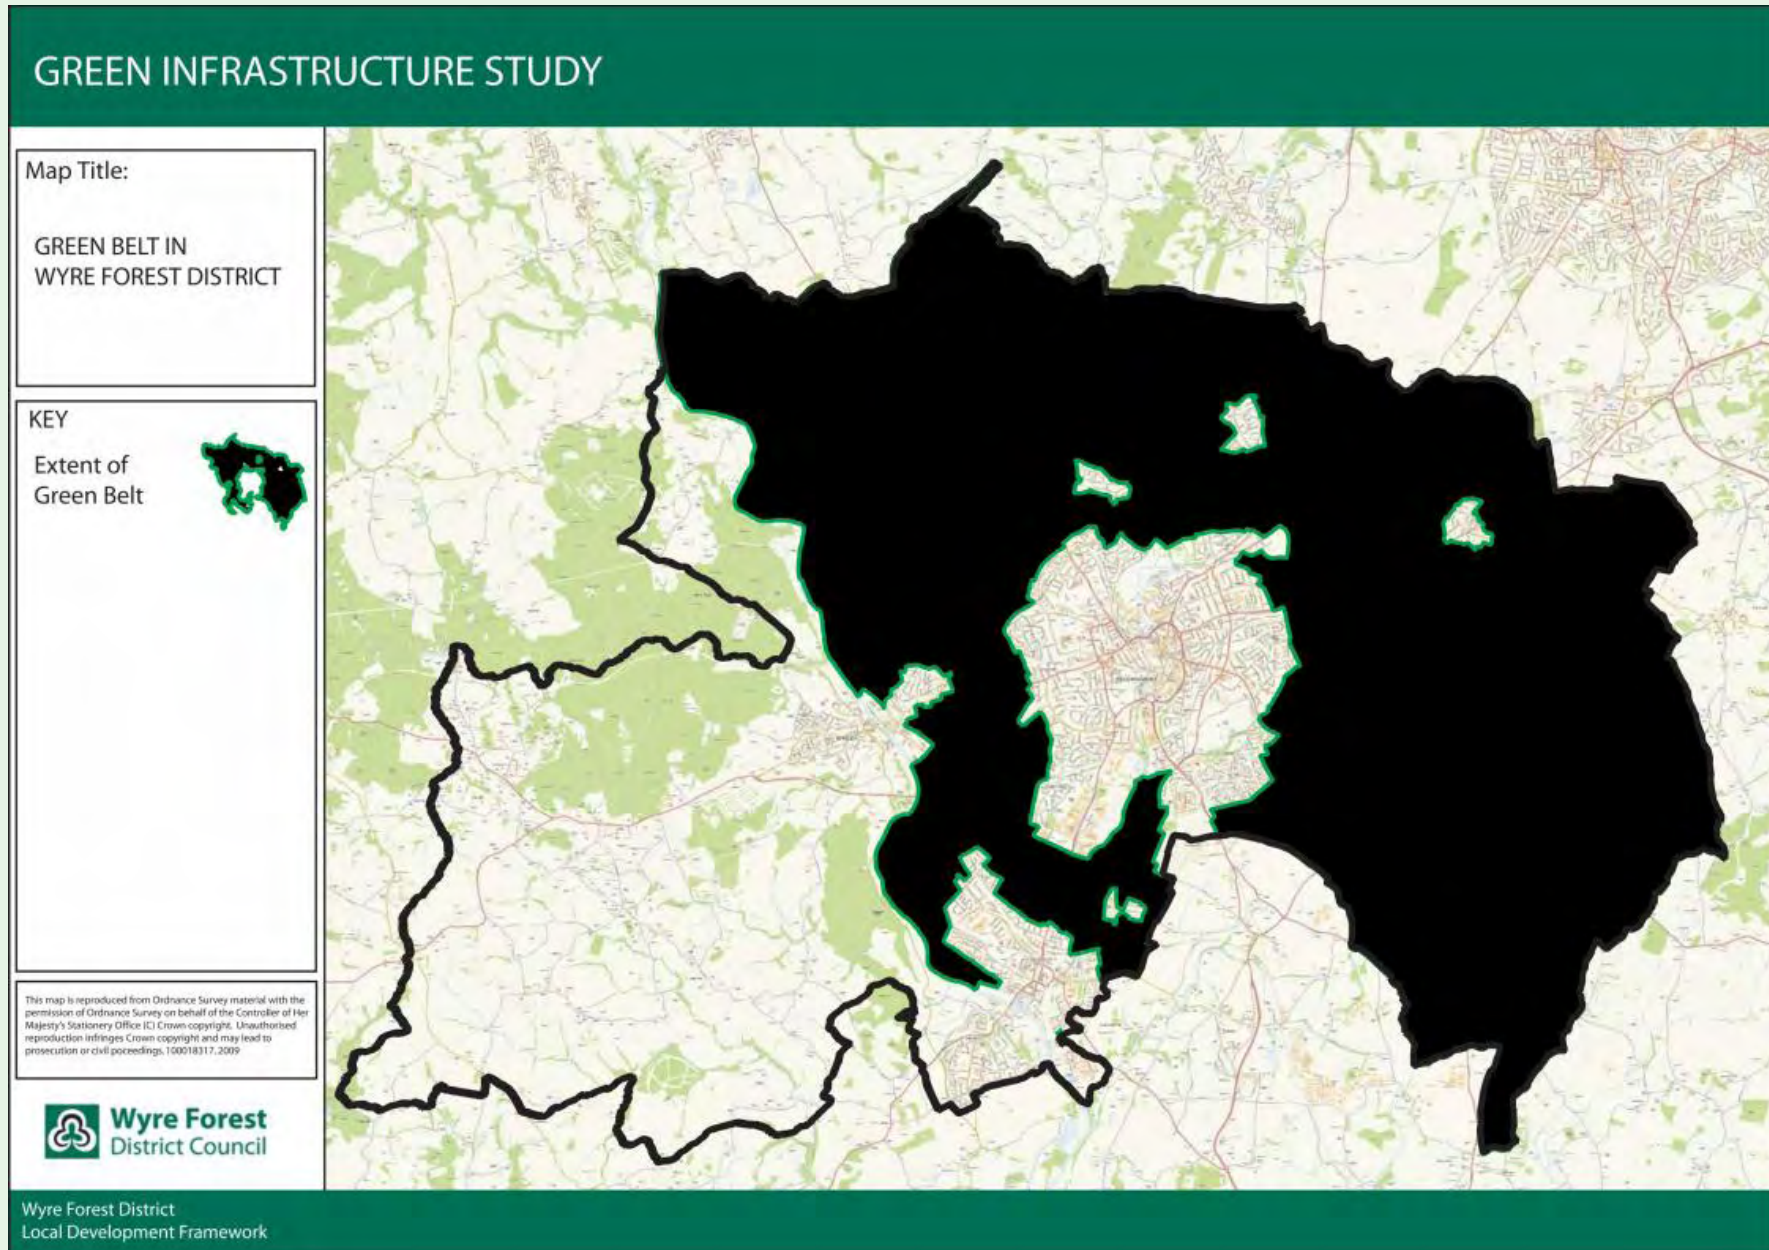 GREEN INFRASTRUCTURE STUDY
Map Title:
GREEN BELT IN
WYRE FOREST DISTRICT
KEY
Extent of
Green Belt
This map is reproduced from Ordnance Survey material with the
permission of Ordnance Survey on behalf of the Controller of Her
Majesty's Stationery Office (C) Crown copyright. Unauthorised
reproduction infringes Crown copyright and may lead to
prosecution or civil poceedings. 100018317. 2009
Wyre Forest
District Council
Wyre Forest District
Local Development Framework